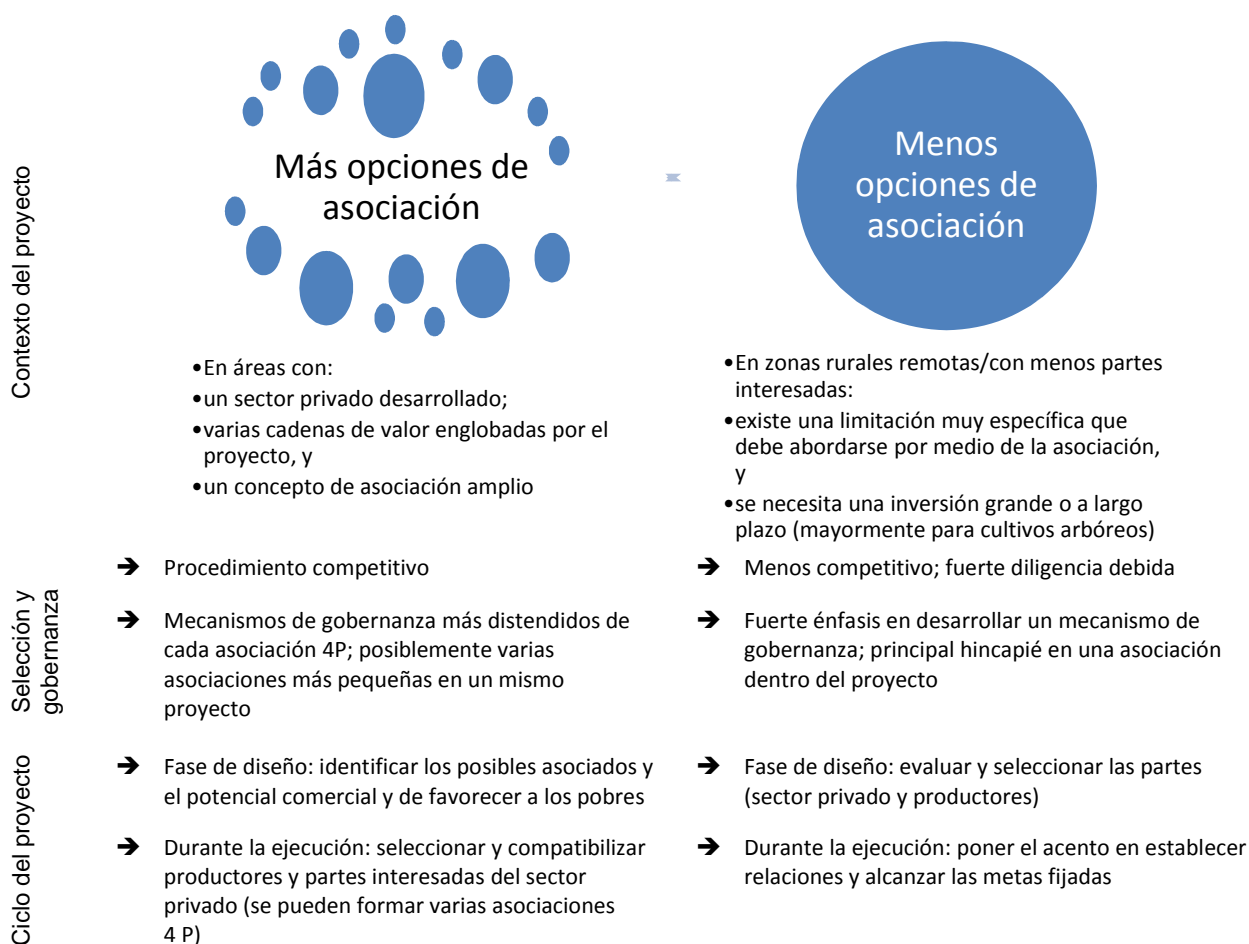 Contexto del proyecto
Más opciones de
asociación
Menos
opciones de
asociación
•En áreas con:
•un sector privado desarrollado;
•varias cadenas de valor englobadas por el
proyecto, y
•un concepto de asociación amplio
•En zonas rurales remotas/con menos partes
interesadas:
•existe una limitación muy específica que
debe abordarse por medio de la asociación,
y
•se necesita una inversión grande o a largo
plazo (mayormente para cultivos arbóreos)
Selección y
gobernanza
➔ Procedimiento competitivo
➔ Menos competitivo; fuerte diligencia debida
➔ Mecanismos de gobernanza más distendidos de
cada asociación 4P; posiblemente varias
asociaciones más pequeñas en un mismo
proyecto
➔ Fuerte énfasis en desarrollar un mecanismo de
gobernanza; principal hincapié en una asociación
dentro del proyecto
Ciclo del proyecto
➔ Fase de diseño: identificar los posibles asociados y
el potencial comercial y de favorecer a los pobres
➔ Fase de diseño: evaluar y seleccionar las partes
(sector privado y productores)
➔ Durante la ejecución: seleccionar y compatibilizar
productores y partes interesadas del sector
privado (se pueden formar varias asociaciones
4 P)
➔ Durante la ejecución: poner el acento en establecer
relaciones y alcanzar las metas fijadas